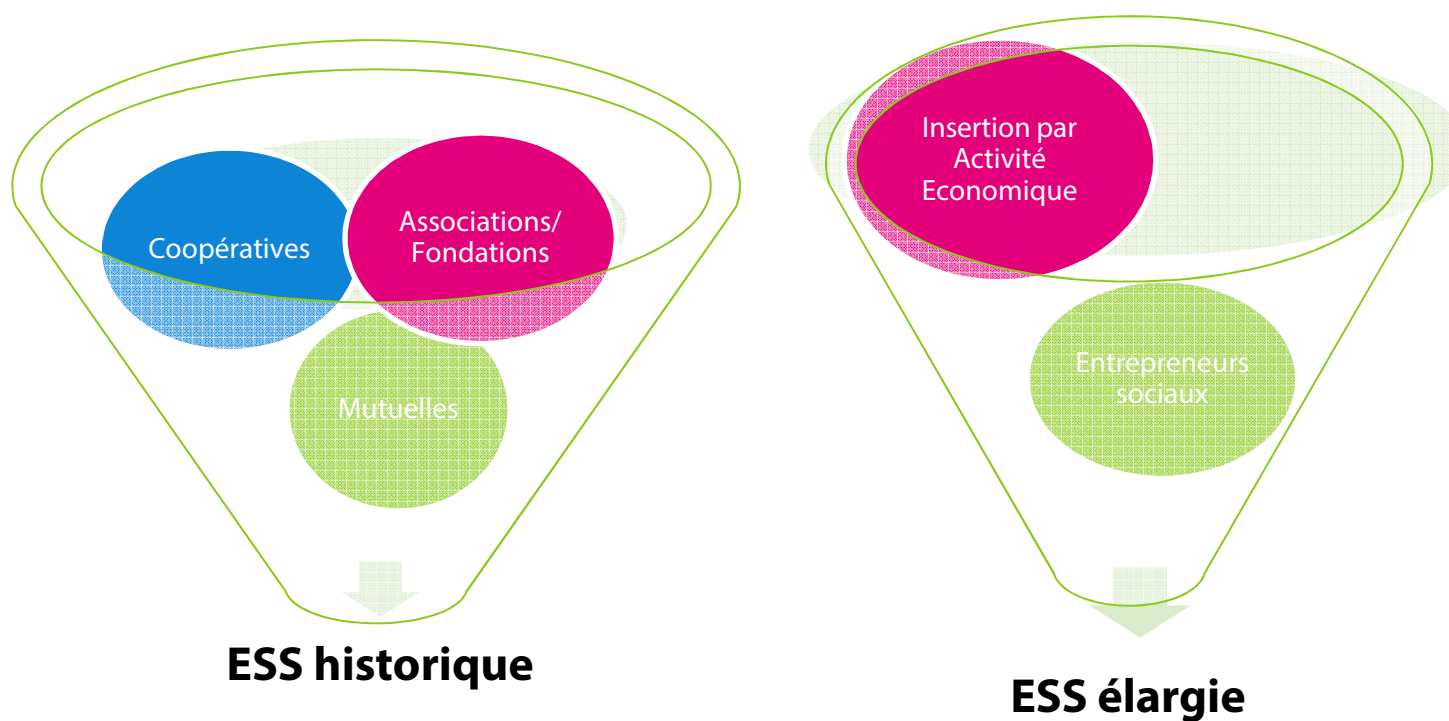 Coopératives
Associations/
Fondations
Mutuelles
ESS historique
Insertion par
Activité
Economique
Entrepreneurs
sociaux
ESS élargie